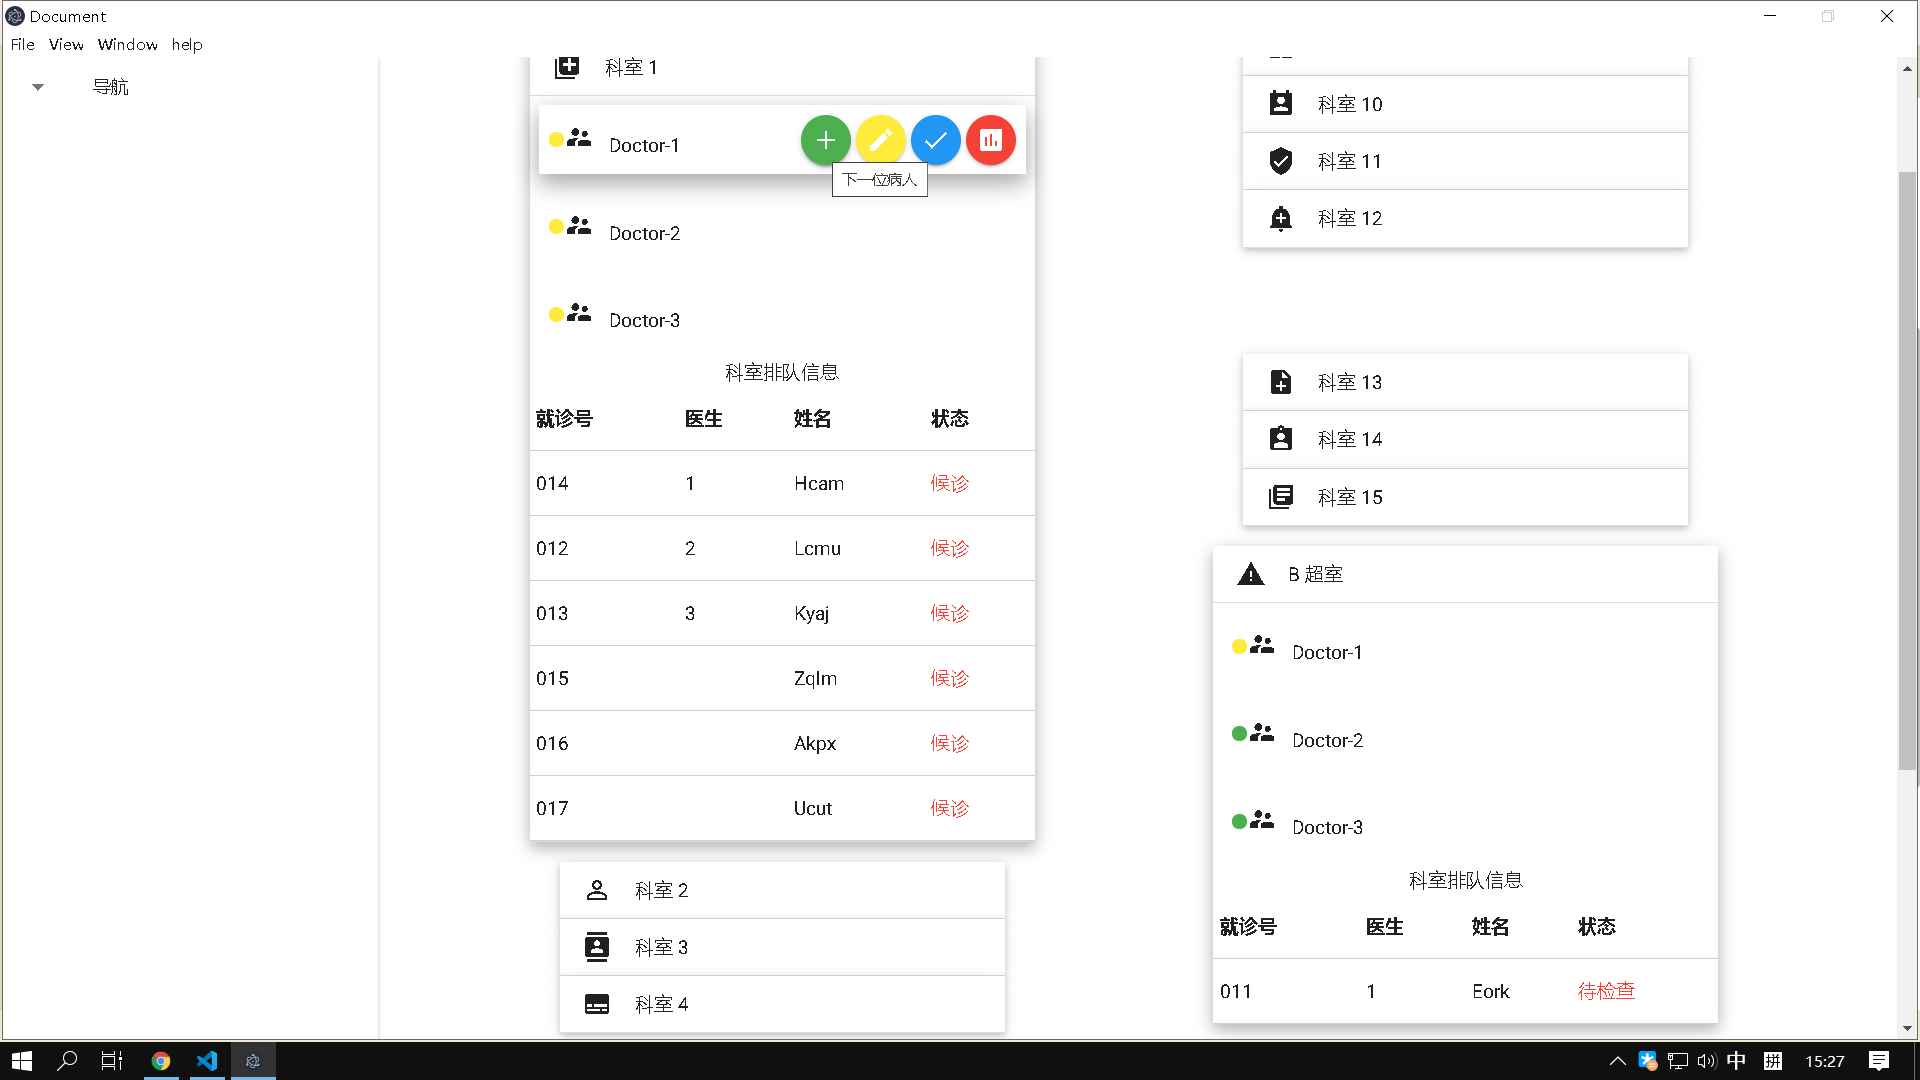 Document
File View Window help
导航
科室 1
Doctor-1
下一位病人
Doctor-2
Doctor-3
科室排队信息
就诊号 医生 姓名 状态
014 1 Hcam 候诊
012 2 Lcmu 候诊
013 3 Kyaj 候诊
015 Zqlm 候诊
016 Akpx 候诊
017 Ucut 候诊
科室 2
科室 3
科室 4
科室 10
科室 11
科室 12
科室 13
科室 14
科室 15
B 超室
Doctor-1
Doctor-2
Doctor-3
科室排队信息
就诊号 医生 姓名 状态
011 1 Eork 待检查
中 拼 15:27